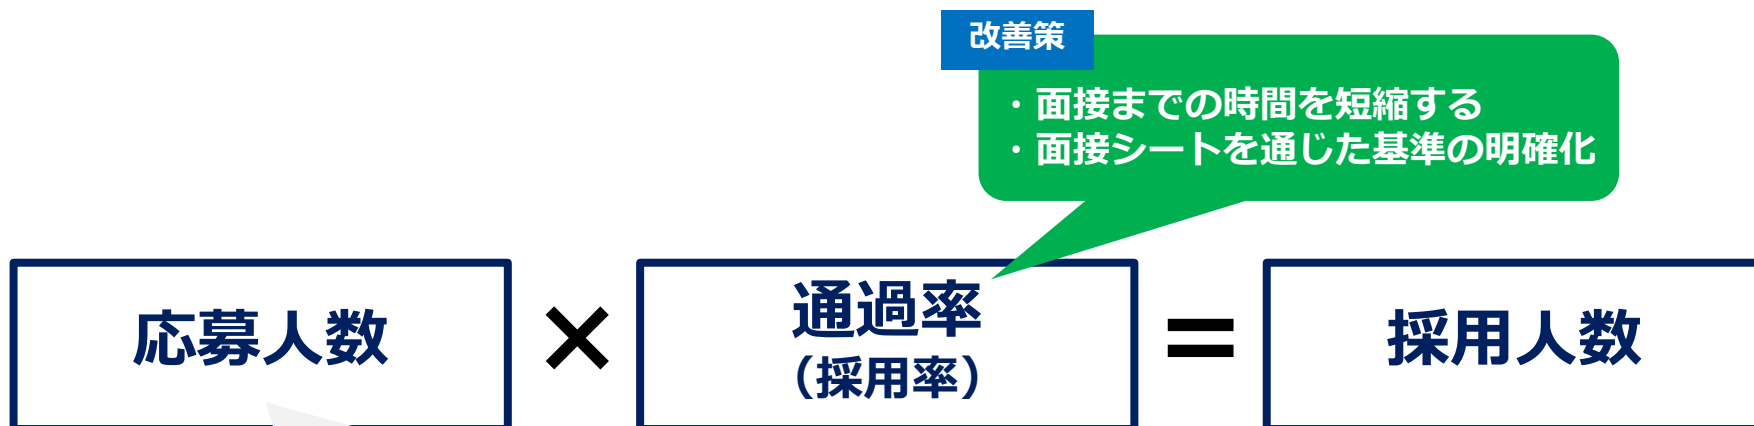 改善策
・面接までの時間を短縮する
・面接シートを通じた基準の明確化
応募人数
×
通過率
（採用率）
=
採用人数